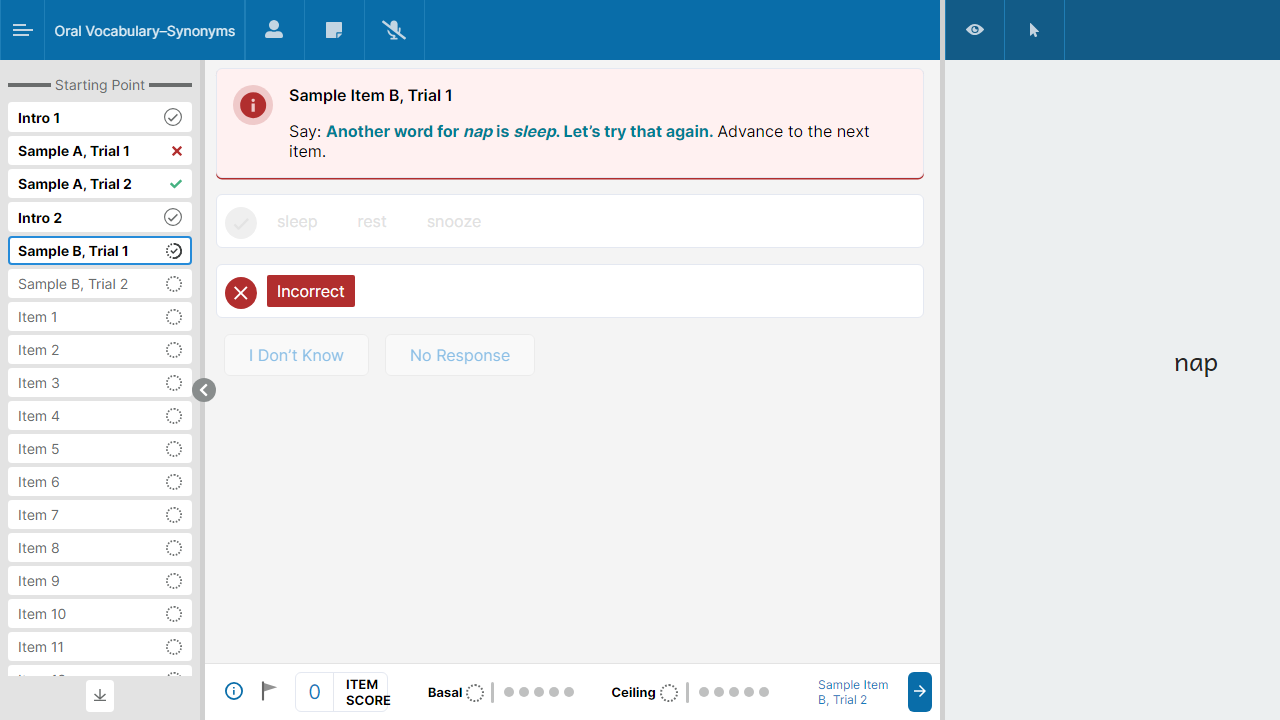 Oral Vocabulary–Synonyms
Starting Point
Intro 1
Sample A, Trial 1
Sample A, Trial 2
Intro 2
Sample B, Trial 1
Sample B, Trial 2
Item 1
Item 2
Item 3
Item 4
Item 5
Item 6
Item 7
Item 8
Item 9
Item 10
Item 11
Sample Item B, Trial 1
Say: Another word for nap is sleep. Let’s try that again. Advance to the next
item.
sleep rest snooze
Incorrect
I Don’t Know No Response
0 ITEM
SCORE
Basal
Ceiling
Sample Item
B, Trial 2
nap